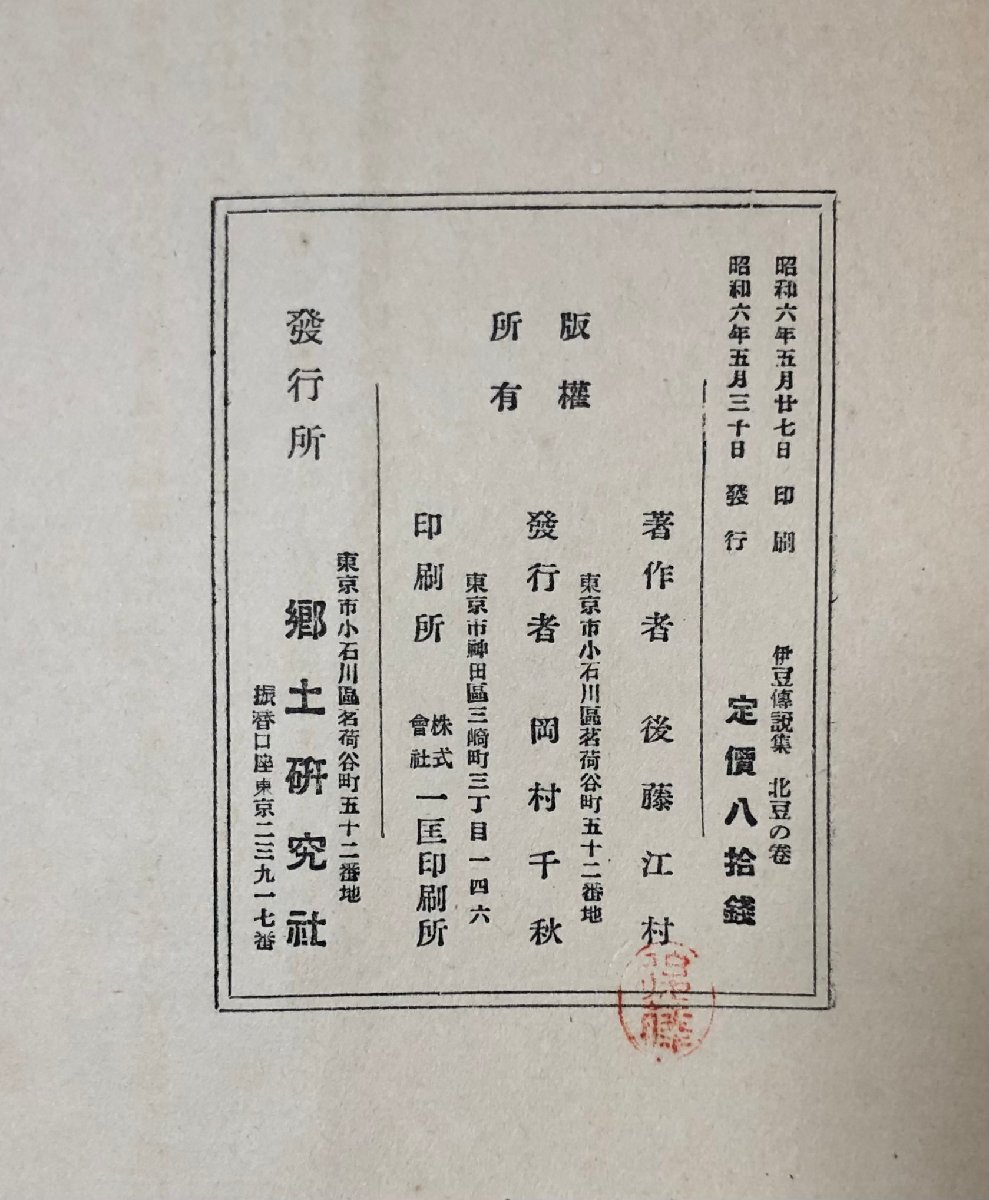 昭和六年五月廿七日 印刷
昭和六年五月三十日 發行
伊豆傳説集 北豆の卷
定價八拾錢
版權
所有
著作者 後藤江村
東京市小石川區茗荷谷町五十二番地
發行者 岡村千秋
東京市神田區三崎町三丁目一四六
印刷所 株式會社 一匡印刷所
東京市小石川區茗荷谷町五十二番地
發行所 鄉土硏究社
振替口座東京二三九一七番